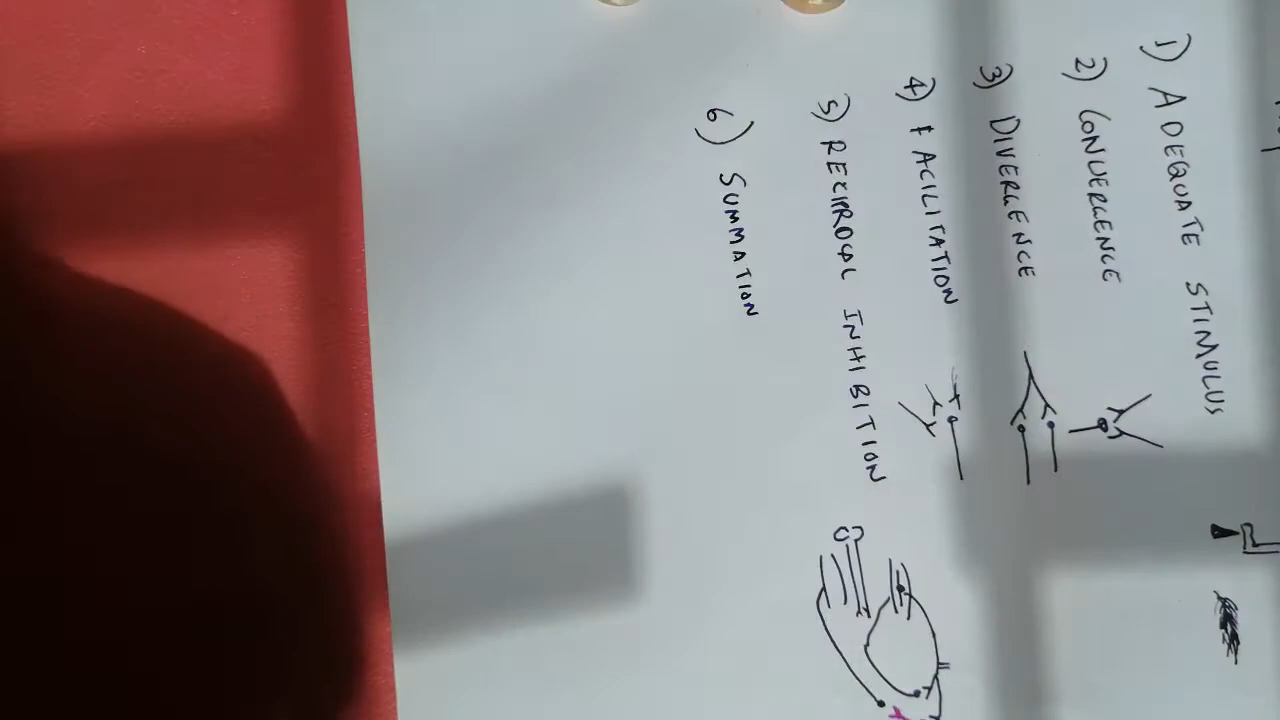 1) ADEQUATE STIMULUS
2) CONVERGENCE
3) DIVERGENCE
4) FACILITATION
5) RECIPROCAL INHIBITION
6) SUMMATION